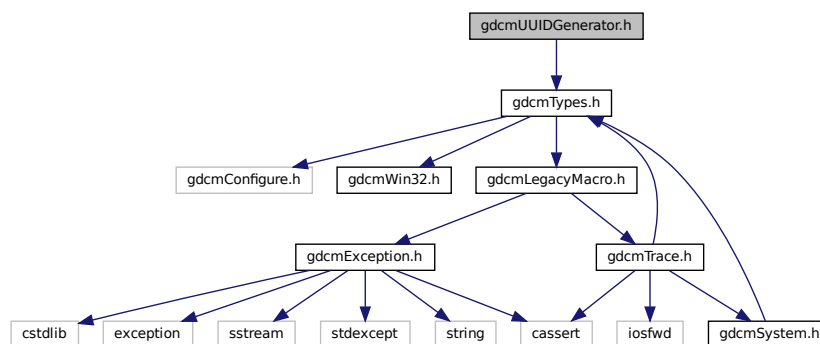 gdcmUUIDGenerator.h
gdcmTypes.h
gdcmConfigure.h
gdcmWin32.h
gdcmLegacyMacro.h
gdcmException.h
gdcmTrace.h
cstdlib
exception
sstream
stdexcept
string
cassert
iosfwd
gdcmSystem.h